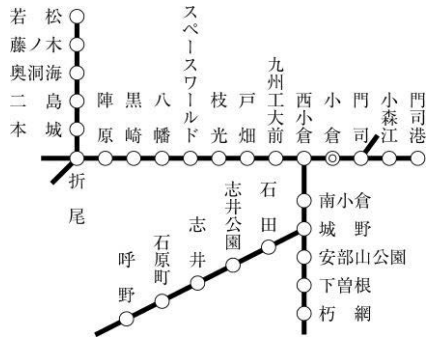 若松
藤ノ木
奥洞海
二島
本城
折尾
陣原
黒崎
八幡
スペースワールド
枝光
戸畑
九州工大前
西小倉
小倉
門司
小森江
門司港
南小倉
城野
安部山公園
下曽根
朽網
石田
志井公園
志井
石原町
呼野